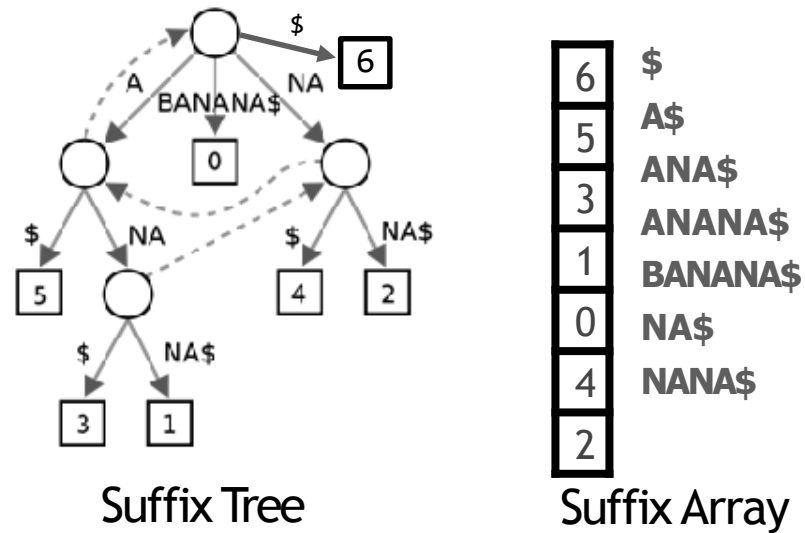 $
6
A
BANANA$
NA
0
$
NA
$
NA$
5
4
2
$
NA$
3
1
Suffix Tree
6
$
5
A$
3
ANA$
1
ANANA$
0
BANANA$
4
NA$
2
NANA$
Suffix Array